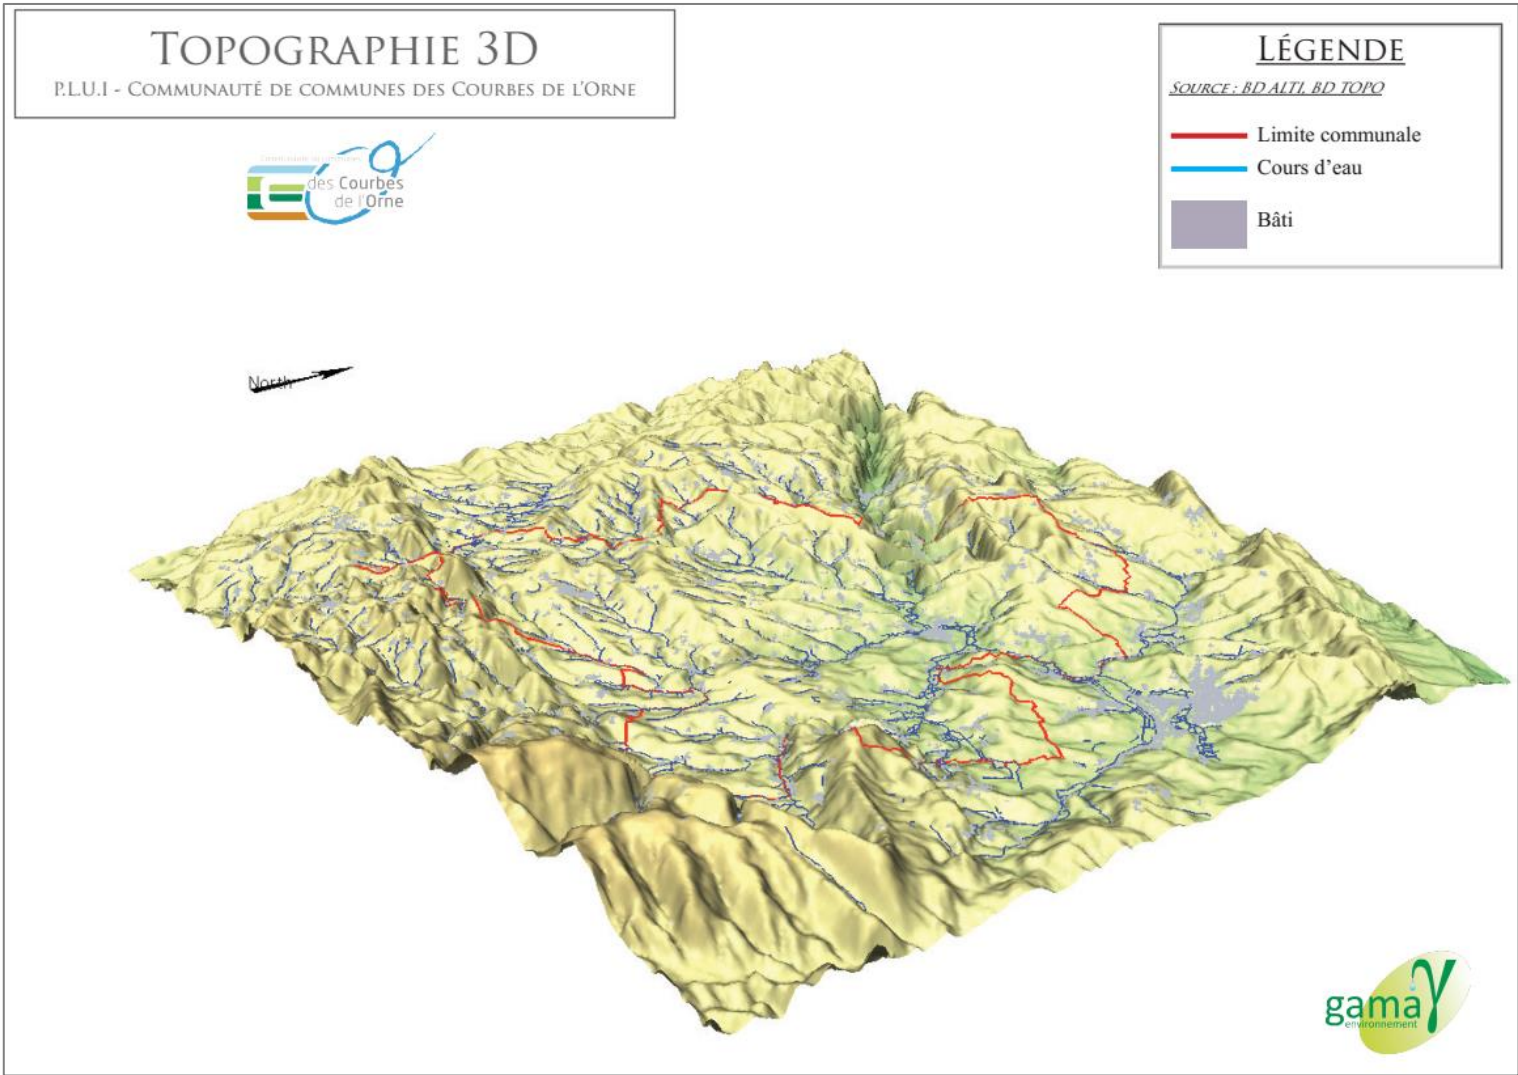 TOPOGRAPHIE 3D
P.L.U.I - COMMUNAUTÉ DE COMMUNES DES COURBES DE L'ORNE
LÉGENDE
SOURCE : BD ALTI, BD TOPO
Limite communale
Cours d'eau
Bâti
des Courbes
de l'Orne
North
gama
environnement